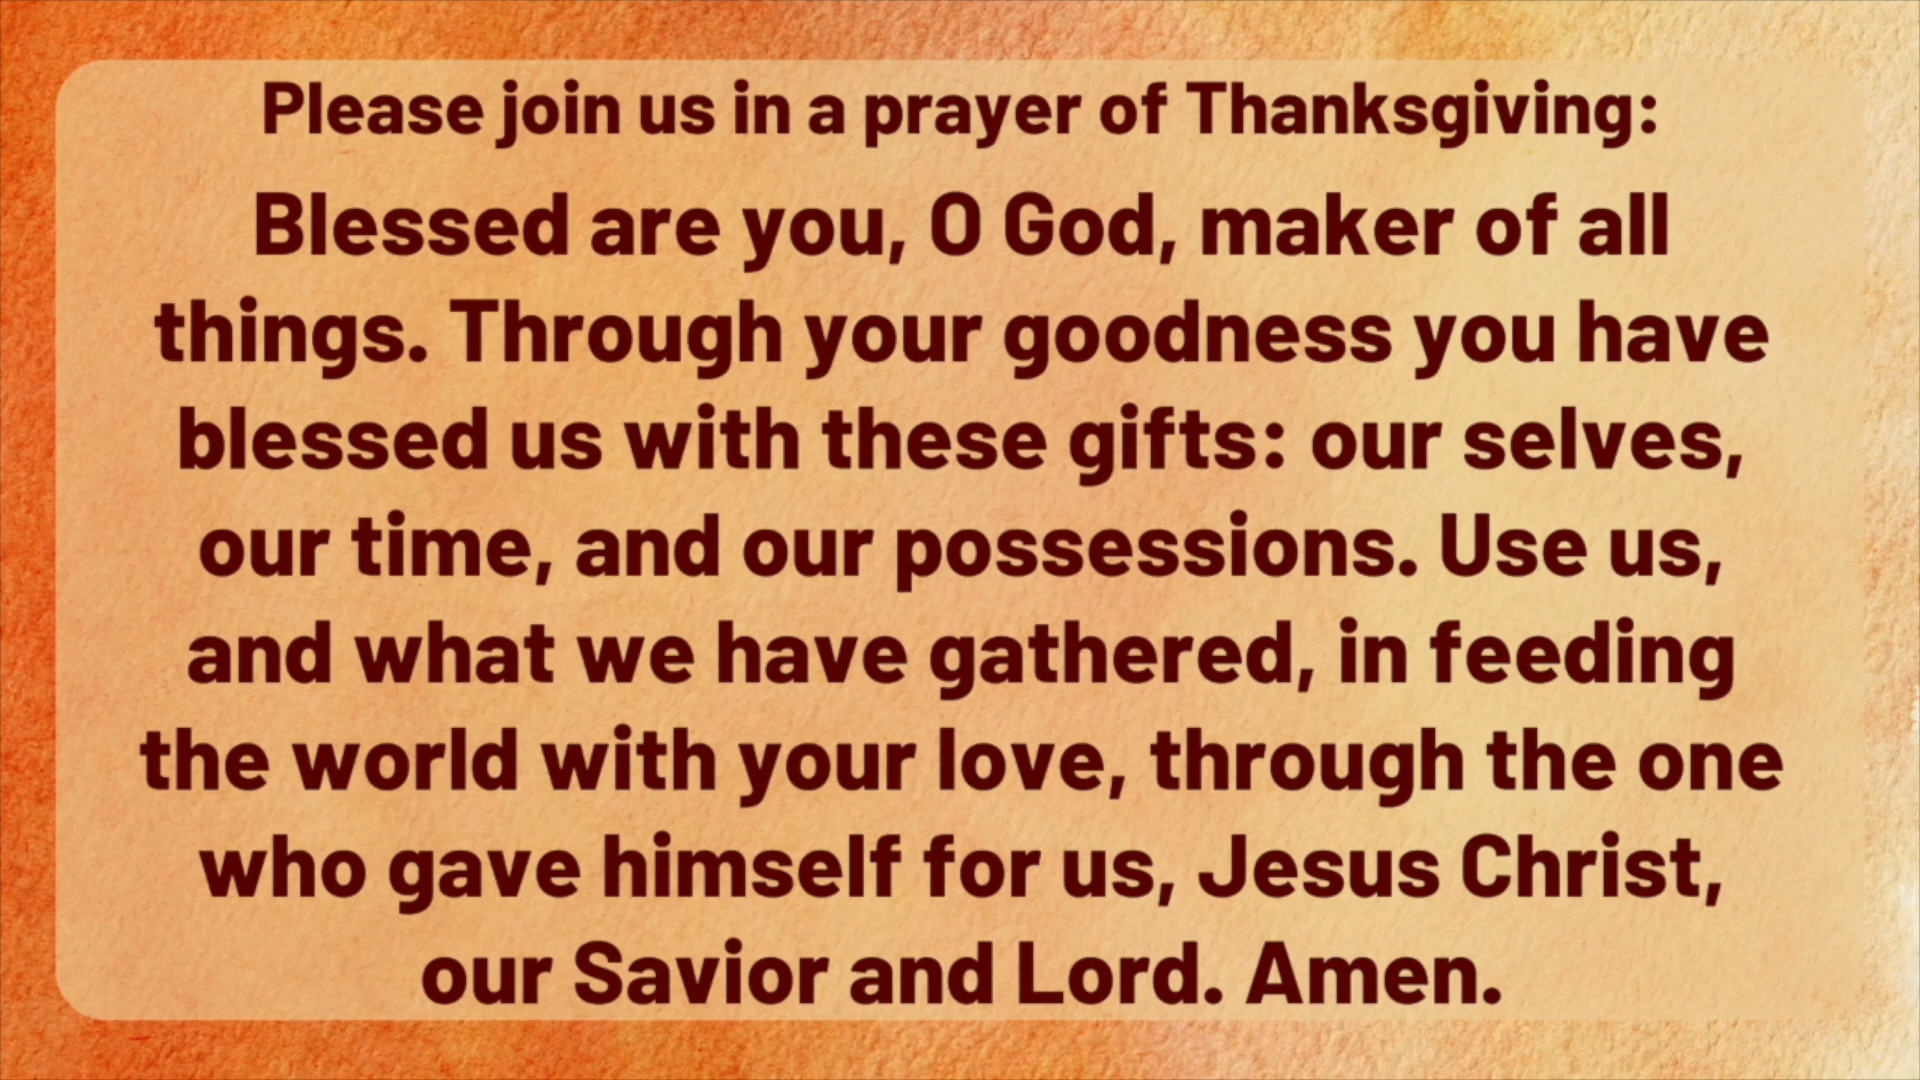 Please join us in a prayer of Thanksgiving:
Blessed are you, O God, maker of all
things. Through your goodness you have
blessed us with these gifts: our selves,
our time, and our possessions. Use us,
and what we have gathered, in feeding
the world with your love, through the one
who gave himself for us, Jesus Christ,
our Savior and Lord. Amen.